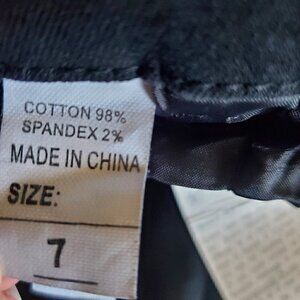 COTTON 98%
SPANDEX 2%
MADE IN CHINA
SIZE:
7